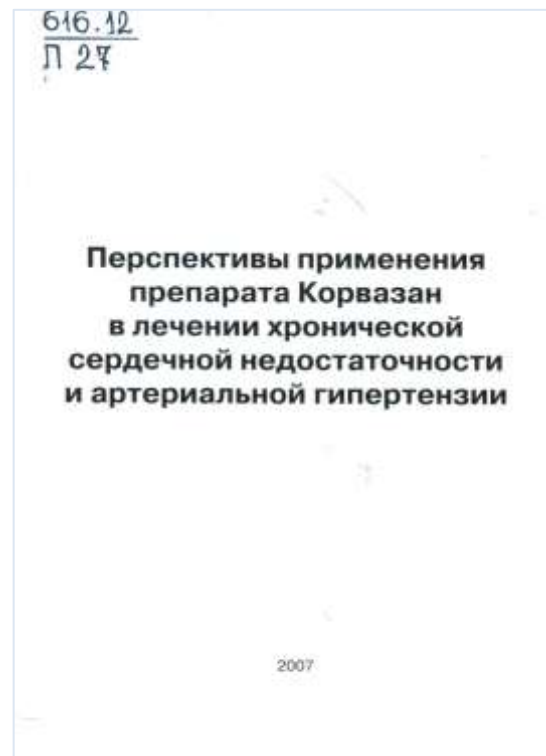 616.12
Л 27
Перспективы применения
препарата Корвазан
в лечении хронической
сердечной недостаточности
и артериальной гипертензии
2007